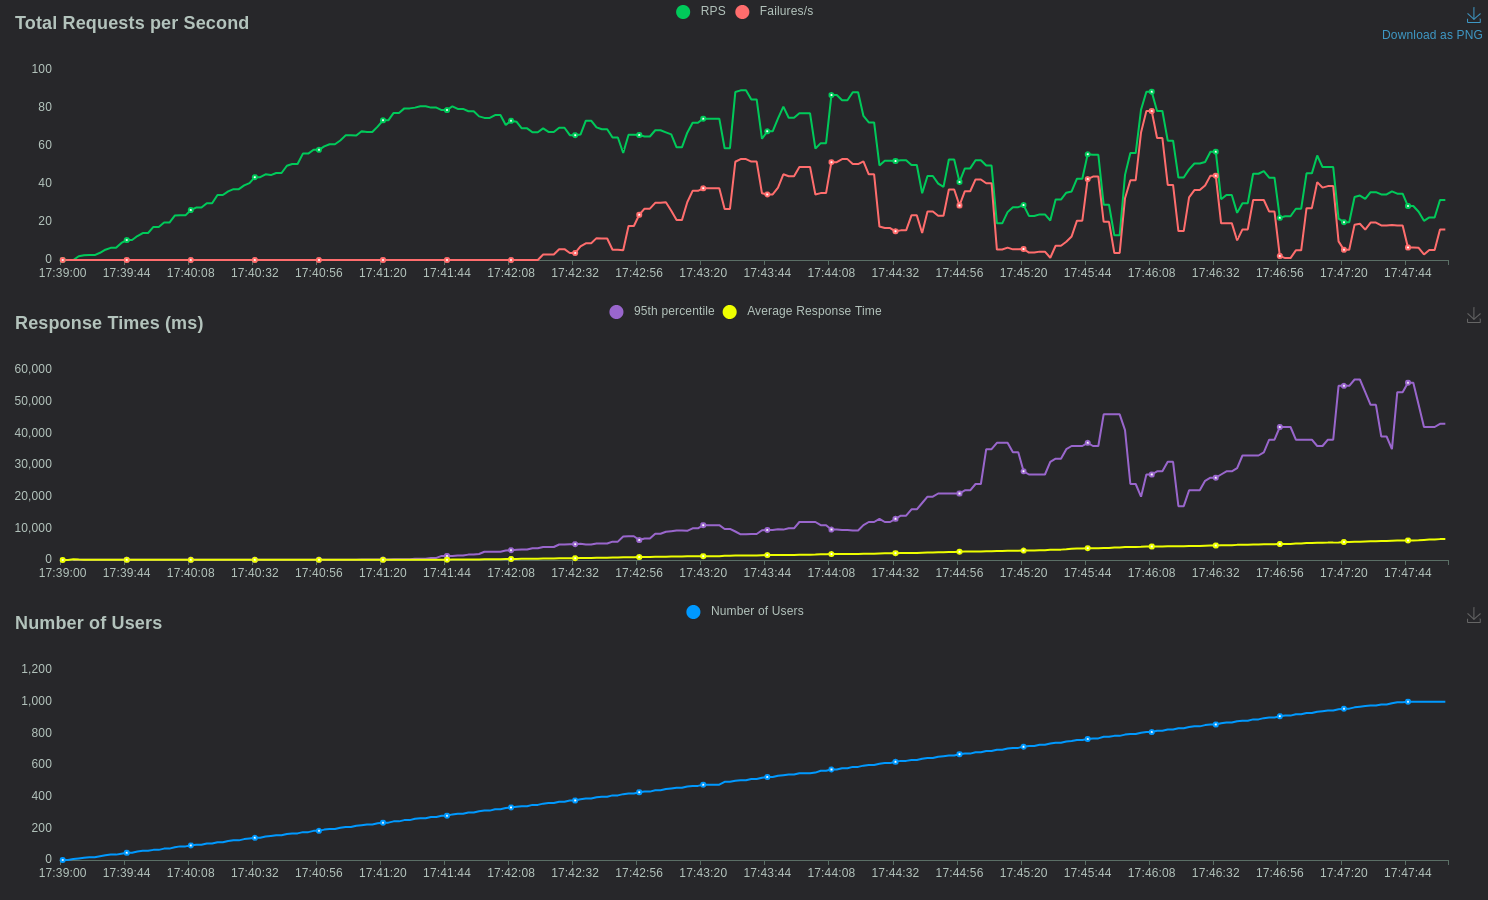 Total Requests per Second
RPS Failures/s
Download as PNG
100
80
60
40
20
0
17:39:00 17:39:44 17:40:08 17:40:32 17:40:56 17:41:20 17:41:44 17:42:08 17:42:32 17:42:56 17:43:20 17:43:44 17:44:08 17:44:32 17:44:56 17:45:20 17:45:44 17:46:08 17:46:32 17:46:56 17:47:20 17:47:44
Response Times (ms)
95th percentile Average Response Time
60,000
50,000
40,000
30,000
20,000
10,000
0
17:39:00 17:39:44 17:40:08 17:40:32 17:40:56 17:41:20 17:41:44 17:42:08 17:42:32 17:42:56 17:43:20 17:43:44 17:44:08 17:44:32 17:44:56 17:45:20 17:45:44 17:46:08 17:46:32 17:46:56 17:47:20 17:47:44
Number of Users
Number of Users
1,200
1,000
800
600
400
200
0
17:39:00 17:39:44 17:40:08 17:40:32 17:40:56 17:41:20 17:41:44 17:42:08 17:42:32 17:42:56 17:43:20 17:43:44 17:44:08 17:44:32 17:44:56 17:45:20 17:45:44 17:46:08 17:46:32 17:46:56 17:47:20 17:47:44